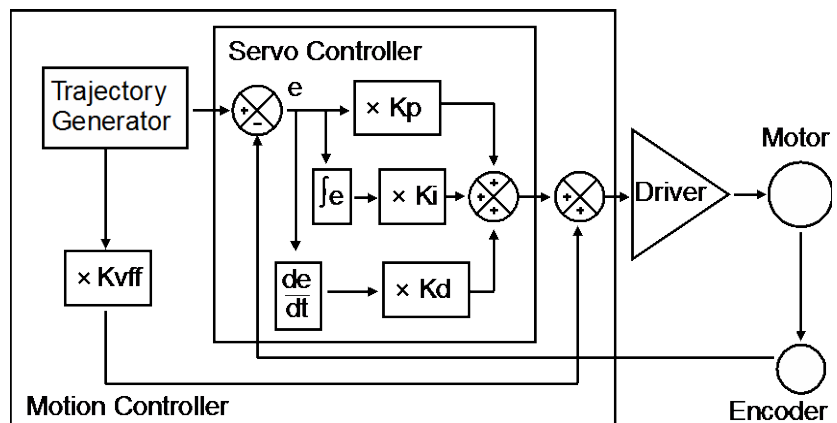 Servo Controller
Trajectory
Generator
+
−
e
× Kp
∫e
× Ki
+
+
+
+
+
de
dt
× Kd
× Kvff
Driver
Motor
Encoder
Motion Controller